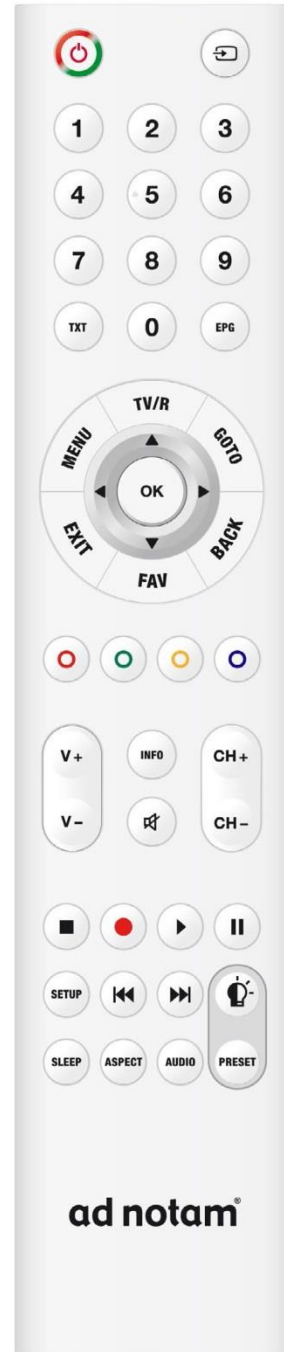 1 2 3
4 5 6
7 8 9
TXT 0 EPG
TV/R
MENU GOTO
OK
EXIT BACK
FAV
V+ INFO CH+
V- CH-
SETUP
SLEEP ASPECT AUDIO PRESET
ad notam®